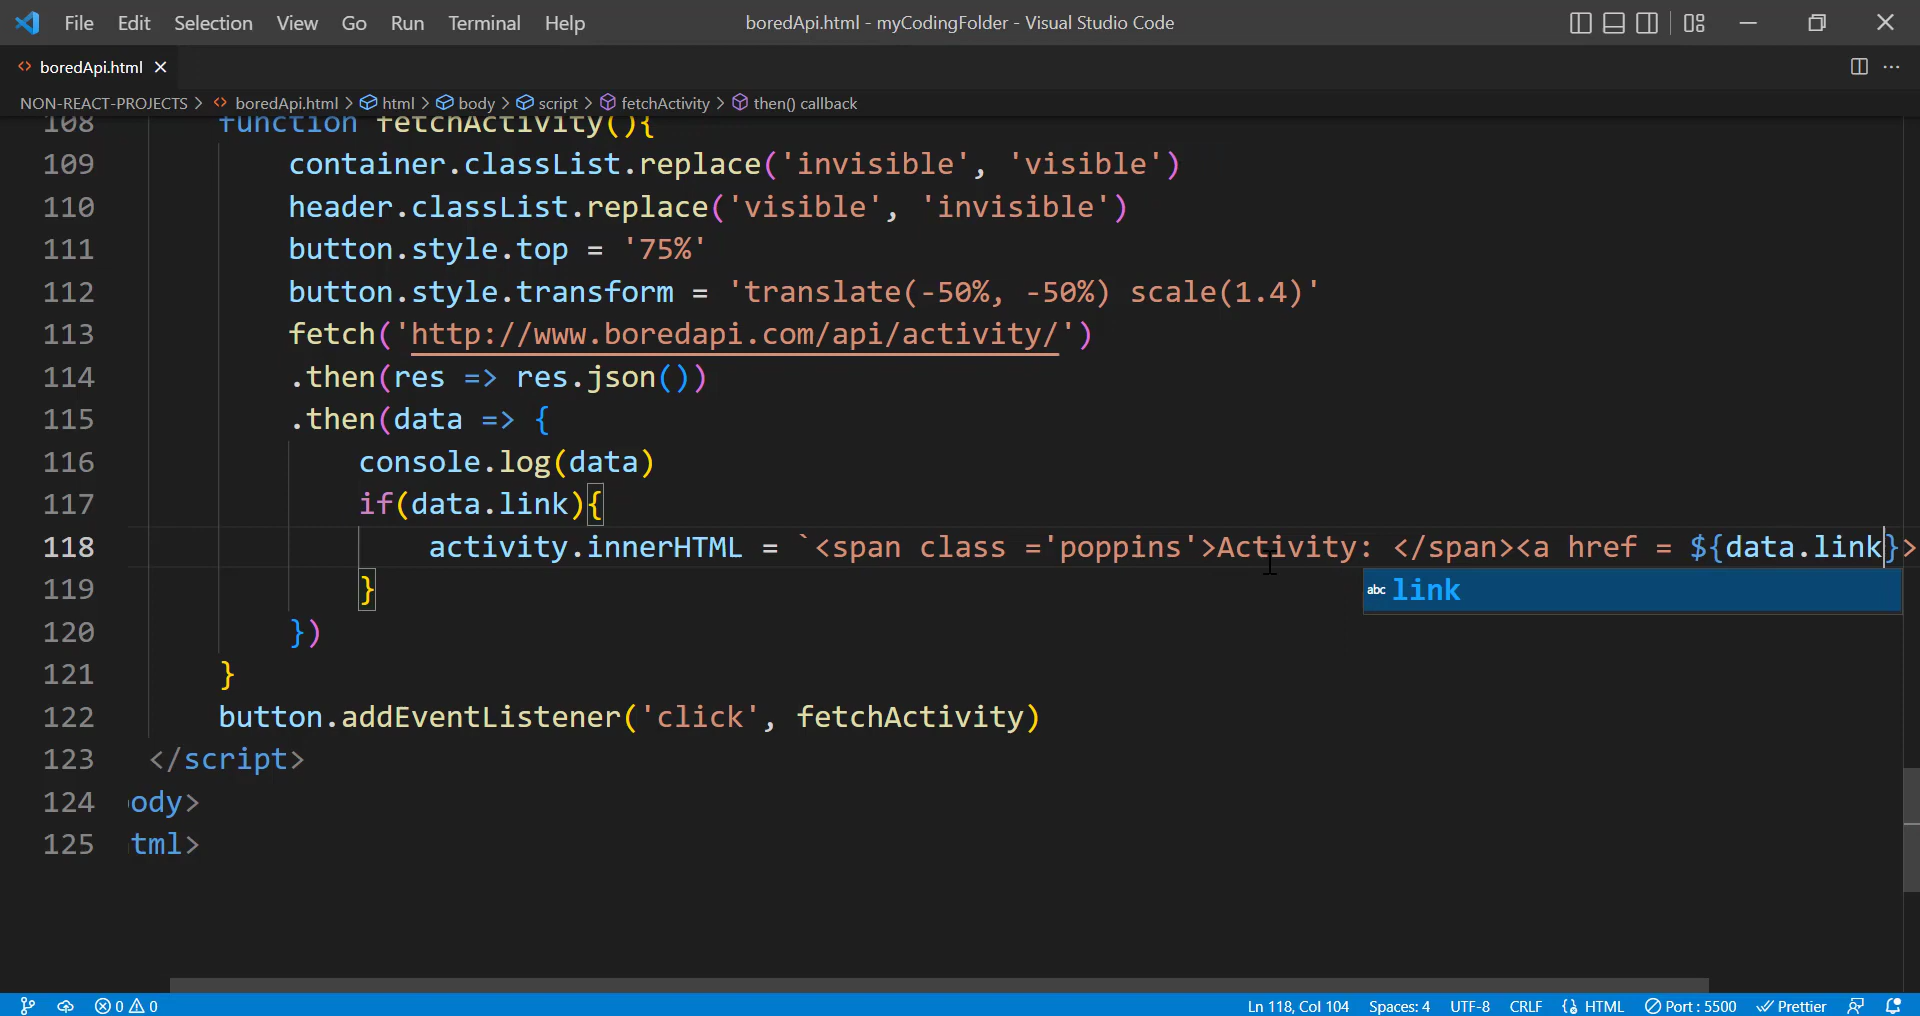 File Edit Selection View Go Run Terminal Help boredApi.html - myCodingFolder - Visual Studio Code
boredApi.html
NON-REACT-PROJECTS > boredApi.html > html > body > script > fetchActivity > then() callback
108 function fetchActivity(){
109 container.classList.replace('invisible', 'visible')
110 header.classList.replace('visible', 'invisible')
111 button.style.top = '75%'
112 button.style.transform = 'translate(-50%, -50%) scale(1.4)'
113 fetch('http://www.boredapi.com/api/activity/')
114 .then(res => res.json())
115 .then(data => {
116 console.log(data)
117 if(data.link){
118 activity.innerHTML = `<span class ='poppins'>Activity: </span><a href = ${data.link}>
119 }
abc link
120 })
121 }
122 button.addEventListener('click', fetchActivity)
123 </script>
124 ody>
125 tml>
0 0 Ln 118, Col 104 Spaces: 4 UTF-8 CRLF {} HTML Port : 5500 Prettier